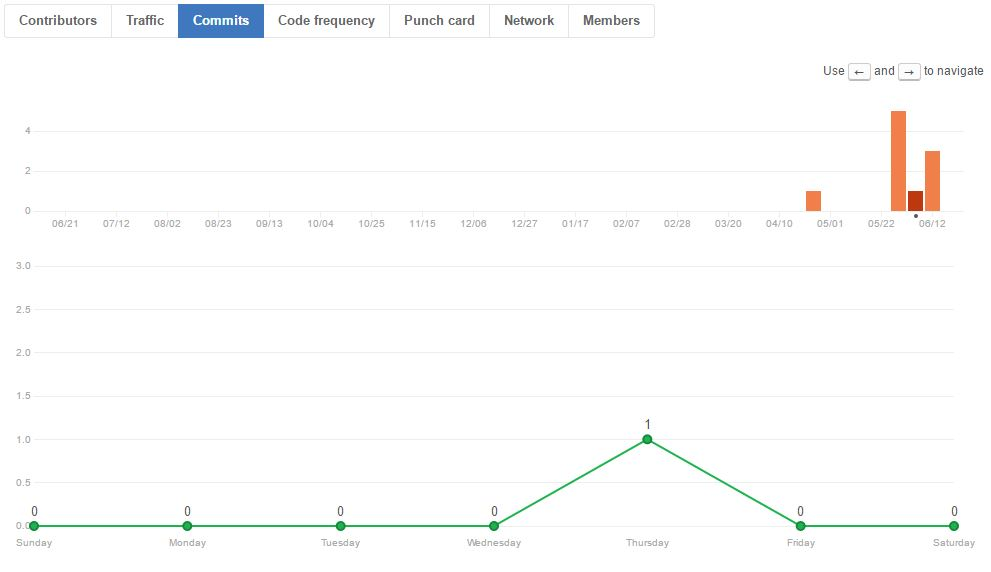 Contributors Traffic Commits Code frequency Punch card Network Members
Use ← and → to navigate
4
2
0
06/21 07/12 08/02 08/23 09/13 10/04 10/25 11/15 12/06 12/27 01/17 02/07 02/28 03/20 04/10 05/01 05/22 06/12
3.0
2.5
2.0
1.5
1.0
1
0.5
0 0 0 0 0 0
0.0
Sunday Monday Tuesday Wednesday Thursday Friday Saturday